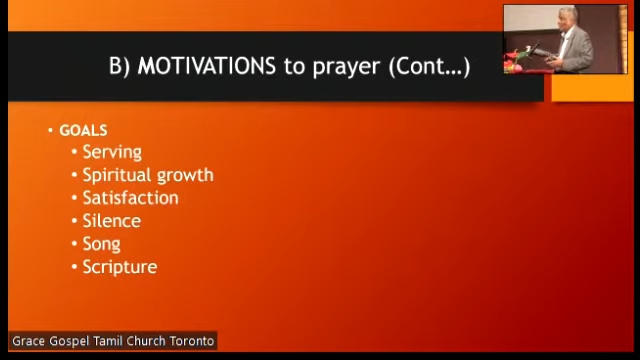 B) MOTIVATIONS to prayer (Cont…)
• GOALS
• Serving
• Spiritual growth
• Satisfaction
• Silence
• Song
• Scripture
Grace Gospel Tamil Church Toronto